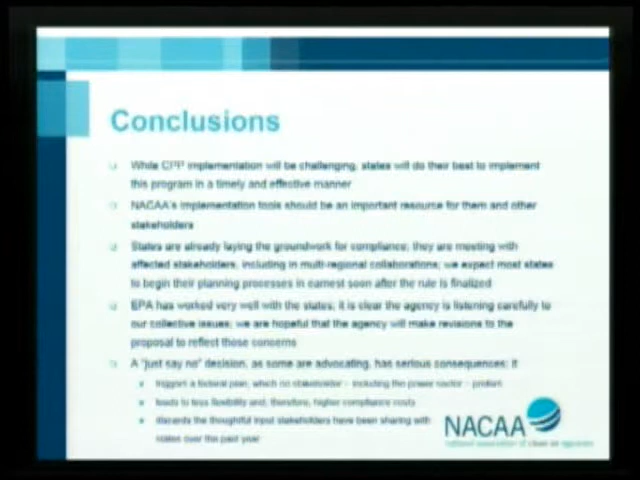 Conclusions
While CPP implementation will be challenging, states will do their best to implement
this program in a timely and effective manner
NACAA's implementation tools should be an important resource for them and other
stakeholders
States are already laying the groundwork for compliance; they are meeting with
affected stakeholders, including in multi-regional collaborations; we expect most states
to begin their planning processes in earnest soon after the rule is finalized
EPA has worked very well with the states; it is clear the agency is listening carefully to
our collective issues; we are hopeful that the agency will make revisions to the
proposal to reflect those concerns
A "just say no" decision, as some are advocating, has serious consequences; it
triggers a federal plan, which no stakeholder – including the power sector – prefers
leads to less flexibility and, therefore, higher compliance costs
discards the thoughtful input stakeholders have been sharing with
states over the past year
NACAA
national association of clean air agencies